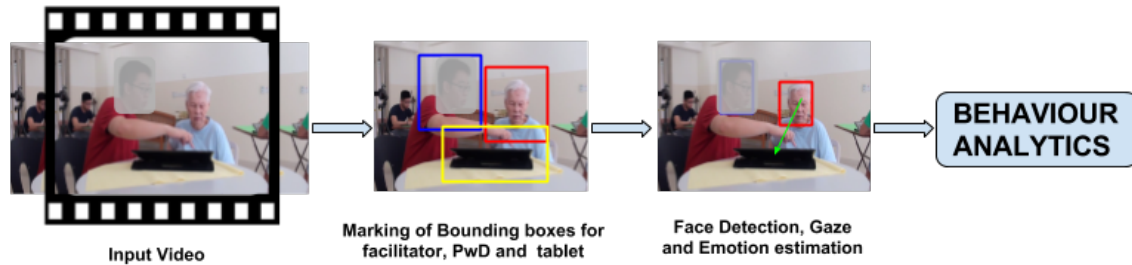 Input Video
Marking of Bounding boxes for
facilitator, PwD and tablet
Face Detection, Gaze
and Emotion estimation
BEHAVIOUR
ANALYTICS